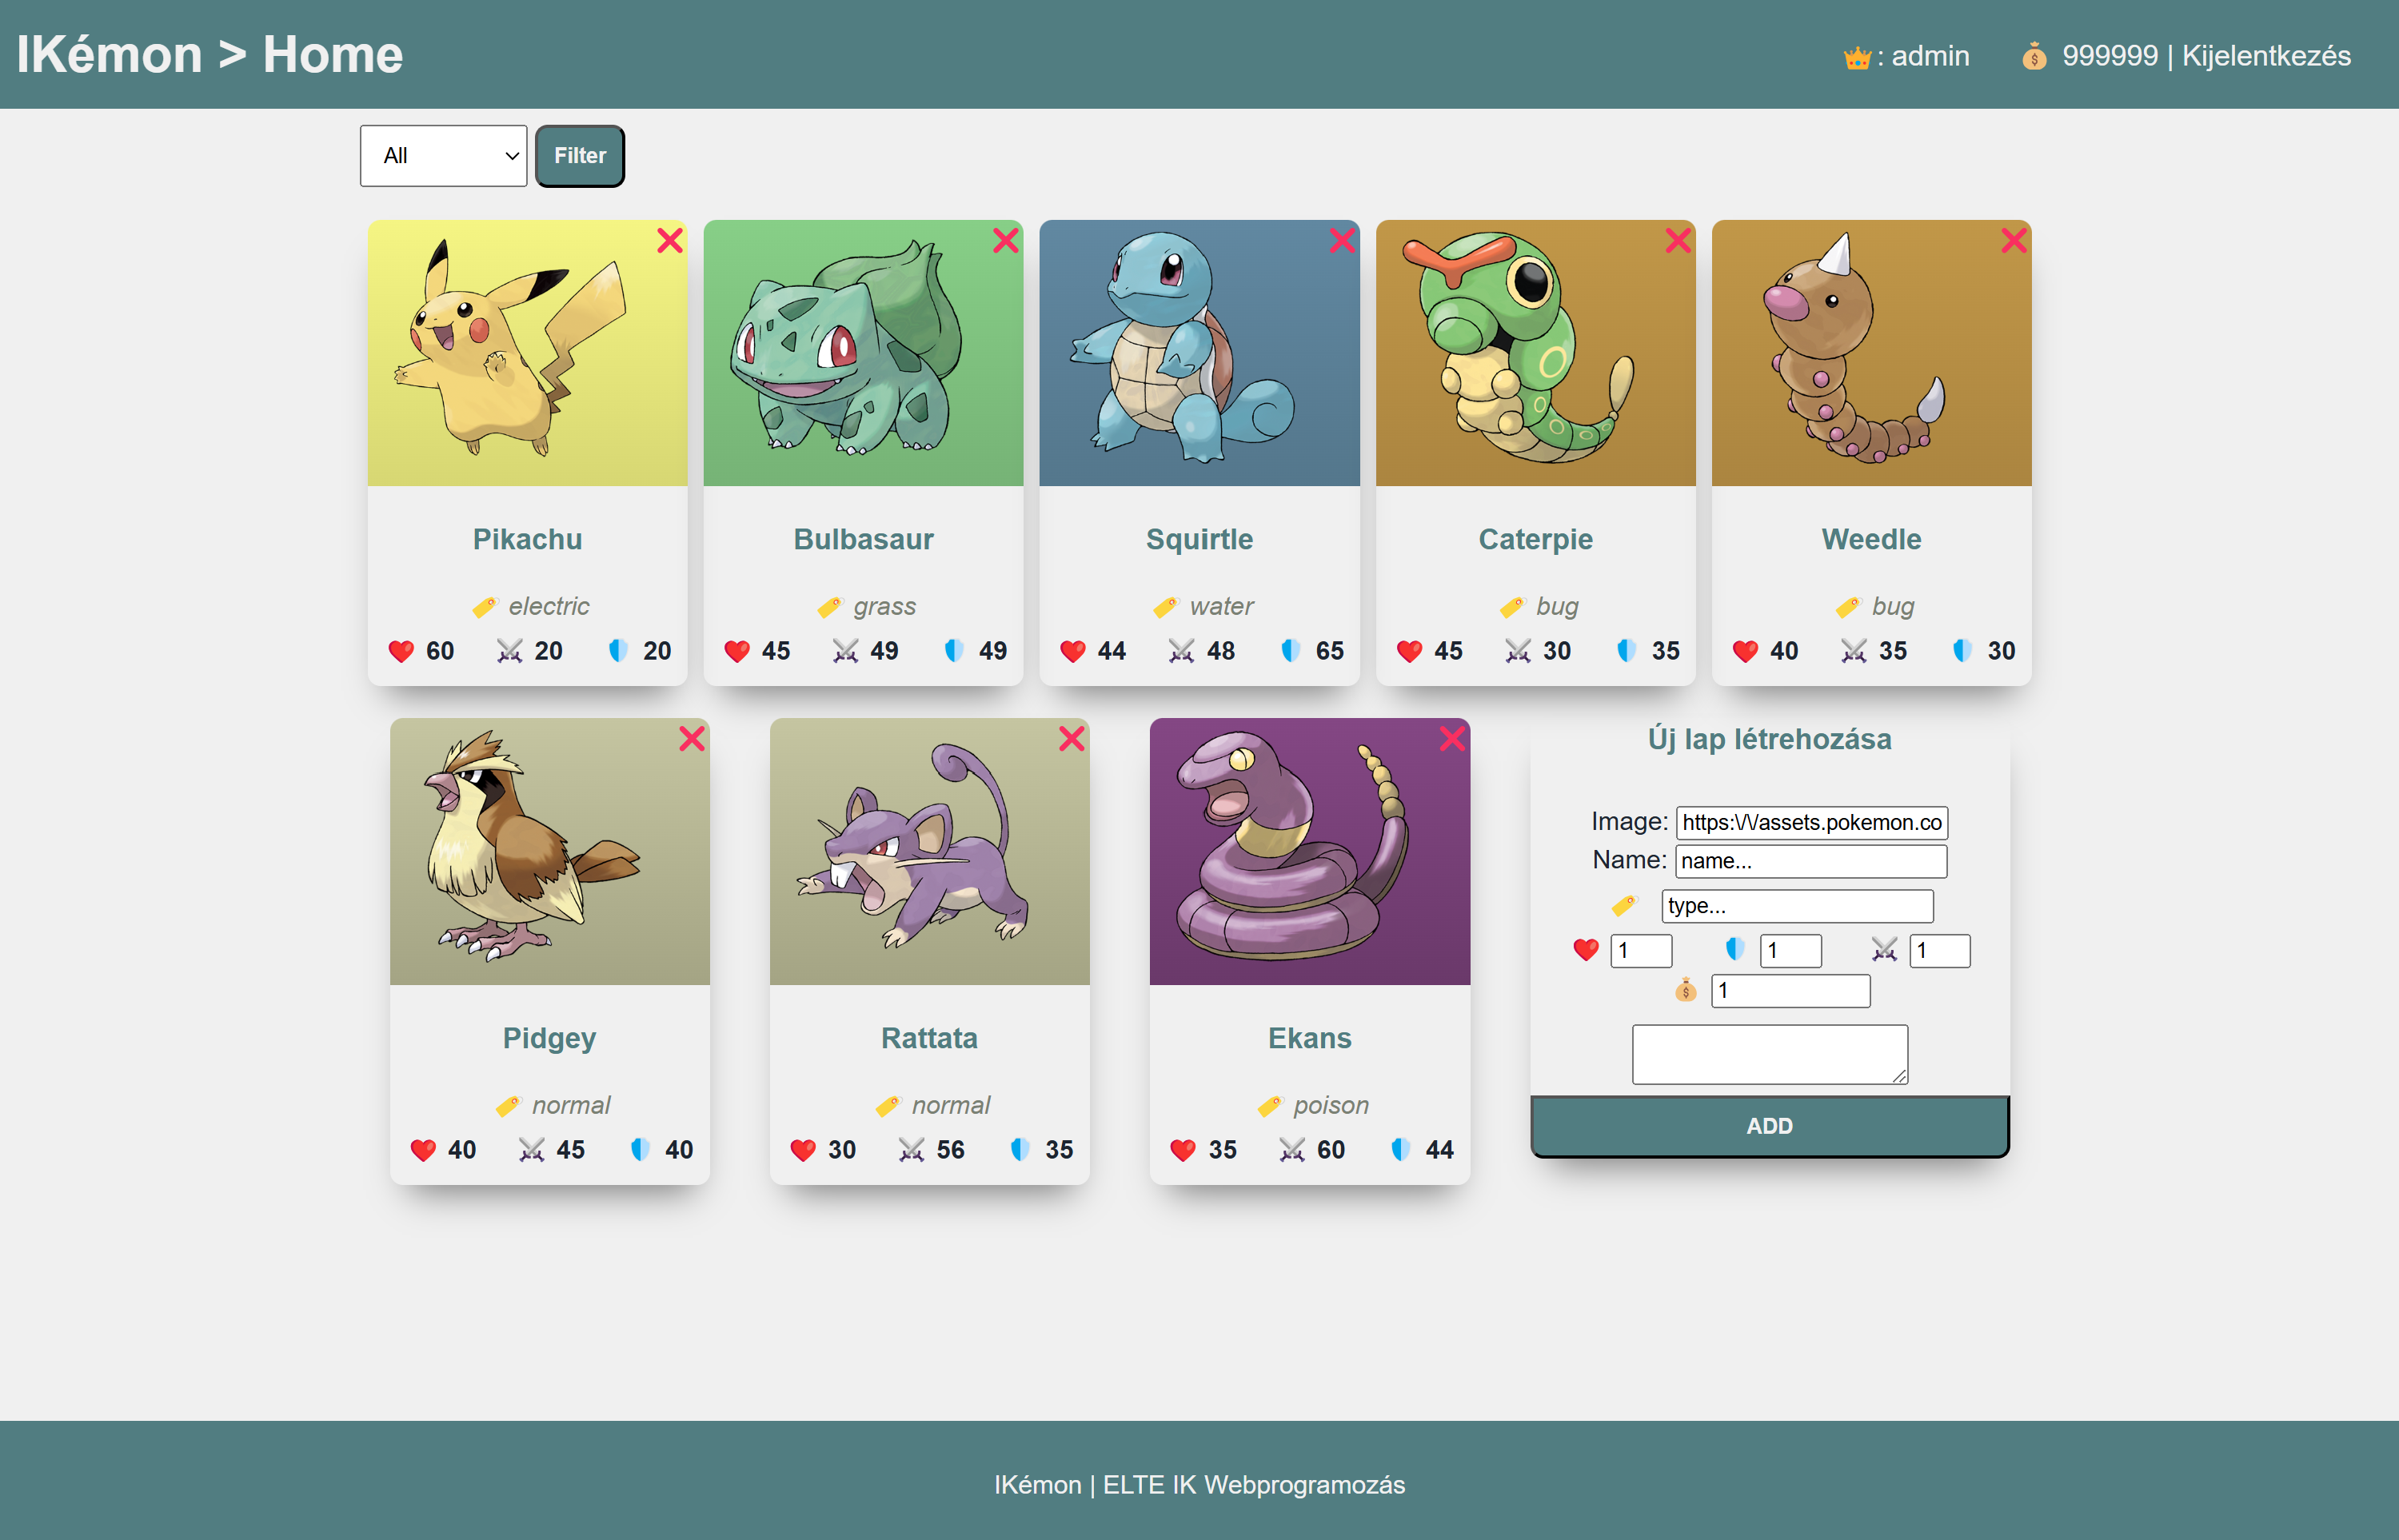 IKémon > Home
: admin 999999 | Kijelentkezés
All Filter
Pikachu Bulbasaur Squirtle Caterpie Weedle
electric grass water bug bug
60 20 20 45 49 49 44 48 65 45 30 35 40 35 30
Új lap létrehozása
Image: https:\/\/assets.pokemon.co
Name: name...
type...
1 1 1
1
Pidgey Rattata Ekans
normal normal poison
ADD
40 45 40 30 56 35 35 60 44
IKémon | ELTE IK Webprogramozás